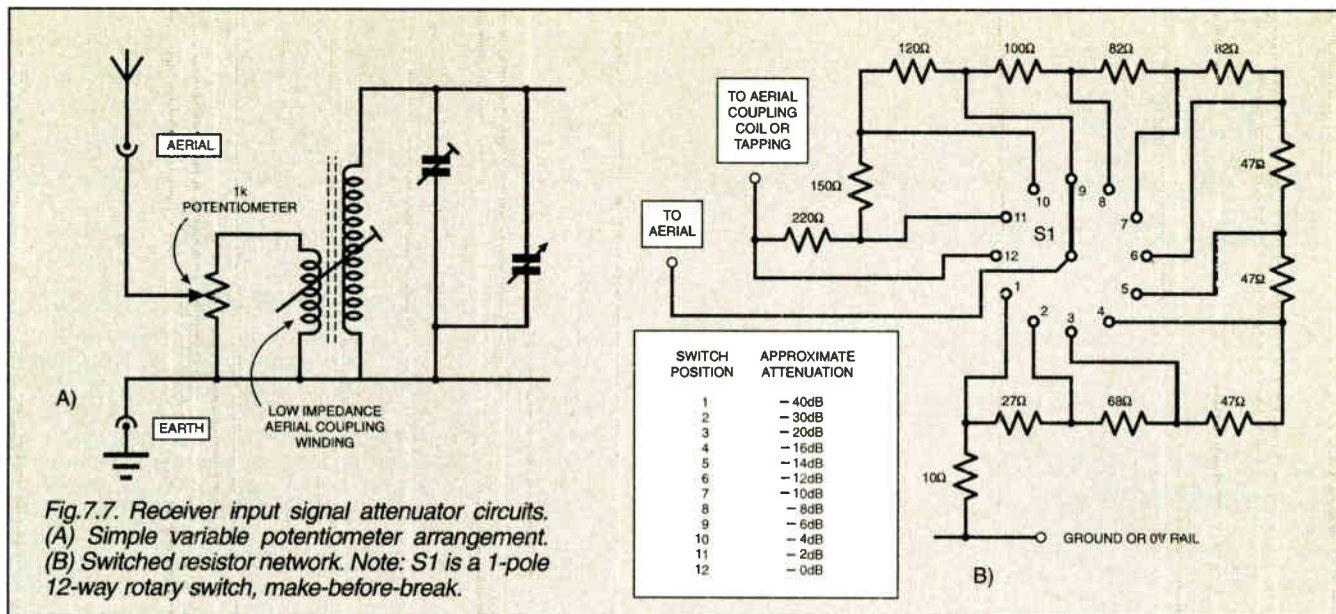 AERIAL
1k
POTENTIOMETER
A)
EARTH
LOW IMPEDANCE
AERIAL COUPLING
WINDING
Fig.7.7. Receiver input signal attenuator circuits.
(A) Simple variable potentiometer arrangement.
(B) Switched resistor network. Note: S1 is a 1-pole
12-way rotary switch, make-before-break.
120Ω 100Ω 82Ω 82Ω
TO AERIAL
COUPLING
COIL OR
TAPPING
TO
AERIAL
150Ω
220Ω
47Ω
47Ω
10
9
8
11
7
S1
12
6
1
5
2
3
4
27Ω 68Ω 47Ω
10Ω
GROUND OR 0V RAIL
B)
SWITCH APPROXIMATE
POSITION ATTENUATION
1 – 40dB
2 – 30dB
3 – 20dB
4 – 16dB
5 – 14dB
6 – 12dB
7 – 10dB
8 – 8dB
9 – 6dB
10 – 4dB
11 – 2dB
12 – 0dB